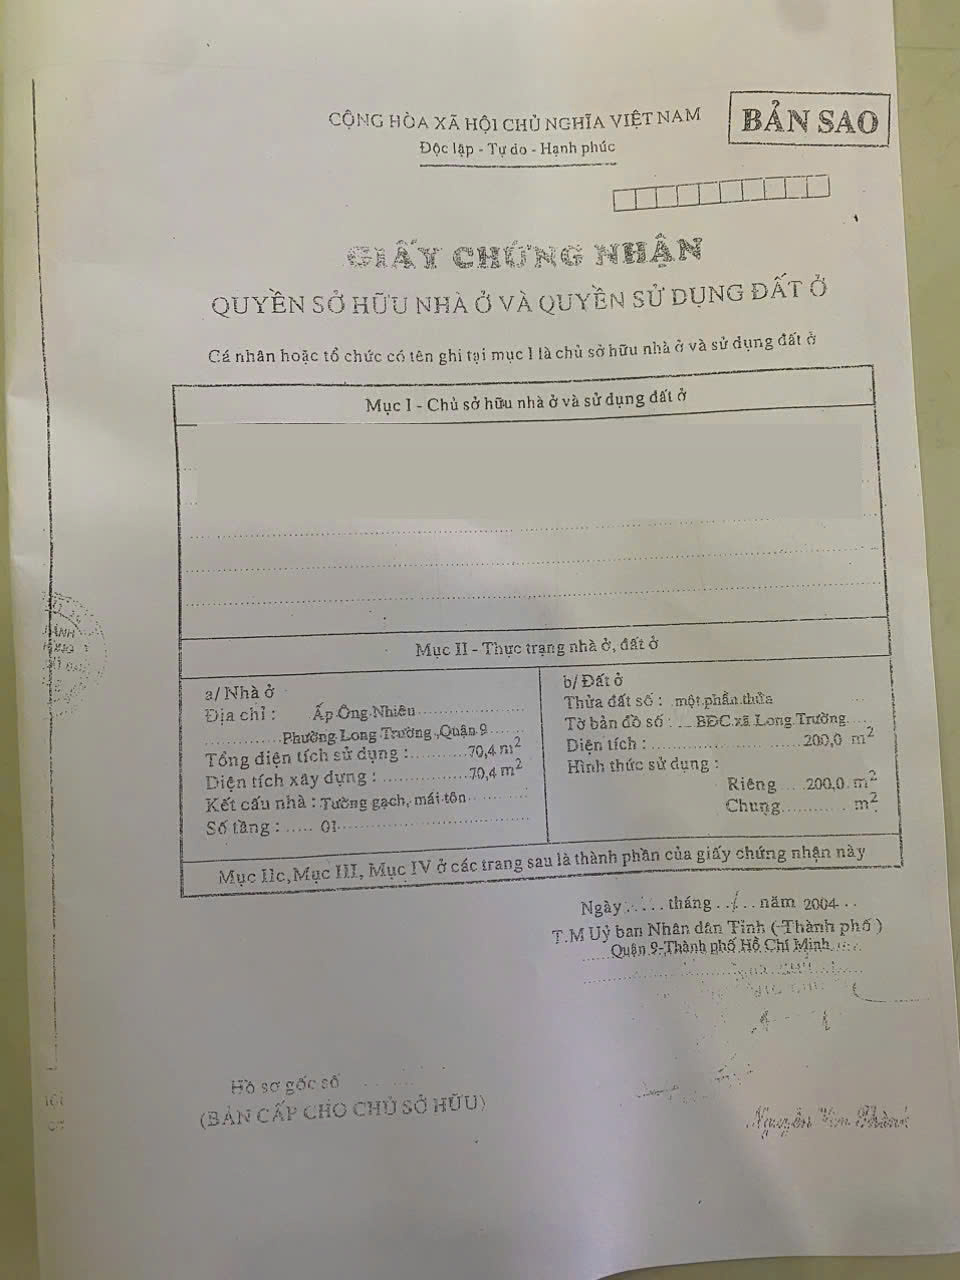 CỘNG HÒA XÃ HỘI CHỦ NGHĨA VIỆT NAM
BẢN SAO
Độc lập - Tự do - Hạnh phúc
GIẤY CHỨNG NHẬN
QUYỀN SỞ HỮU NHÀ Ở VÀ QUYỀN SỬ DỤNG ĐẤT Ở
Cá nhân hoặc tổ chức có tên ghi tại mục I là chủ sở hữu nhà ở và sử dụng đất ở
Mục I - Chủ sở hữu nhà ở và sử dụng đất ở
Mục II - Thực trạng nhà ở, đất ở
a/ Nhà ở
Địa chỉ : Ấp Ông Nhiêu
Phường Long Trường, Quận 9
Tổng diện tích sử dụng : 70,4 m²
Diện tích xây dựng : 70,4 m²
Kết cấu nhà : Tường gạch, mái tôn
Số tầng : 01
b/ Đất ở
Thửa đất số : một phần thửa
Tờ bản đồ số : BĐC xã Long Trường
Diện tích : 200,0 m²
Hình thức sử dụng :
Riêng 200,0 m²
Chung m²
Mục IIc, Mục III, Mục IV ở các trang sau là thành phần của giấy chứng nhận này
Ngày tháng năm 2004
T.M Uỷ ban Nhân dân Tỉnh (Thành phố)
Quận 9-Thành phố Hồ Chí Minh
Hồ sơ gốc số
(BẢN CẤP CHO CHỦ SỞ HỮU)
Nguyễn Văn Thành